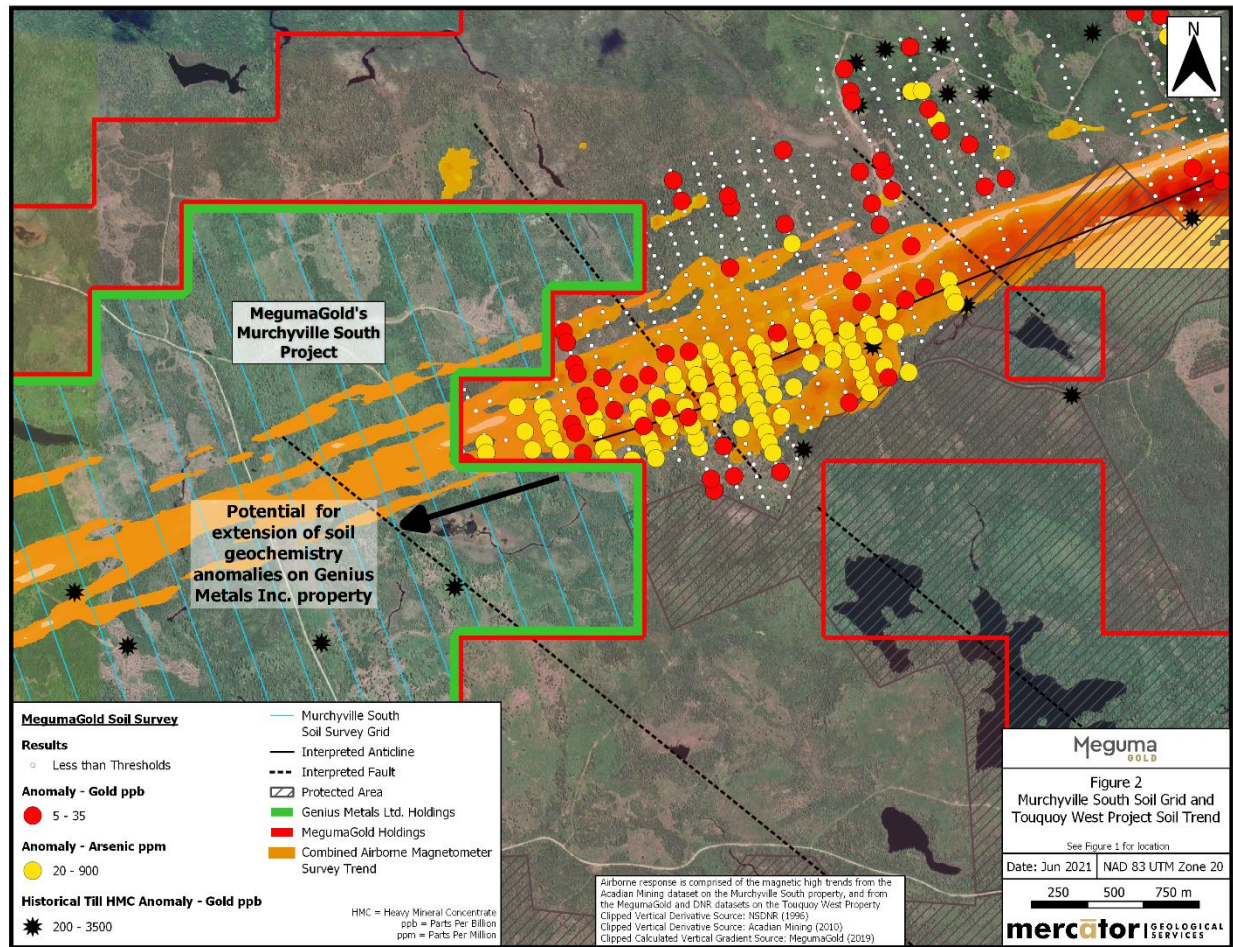 N
MegumaGold's
Murchyville South
Project
Potential for
extension of soil
geochemistry
anomalies on Genius
Metals Inc. property
MegumaGold Soil Survey
Results
Less than Thresholds
Anomaly - Gold ppb
5 - 35
Anomaly - Arsenic ppm
20 - 900
Historical Till HMC Anomaly - Gold ppb
200 - 3500
Murchyville South
Soil Survey Grid
Interpreted Anticline
Interpreted Fault
Protected Area
Genius Metals Ltd. Holdings
MegumaGold Holdings
Combined Airborne Magnetometer
Survey Trend
HMC = Heavy Mineral Concentrate
ppb = Parts Per Billion
ppm = Parts Per Million
Airborne response is comprised of the magnetic high trends from the
Acadian Mining dataset on the Murchyville South property, and from
the MegumaGold and DNR datasets on the Touquoy West Property
Clipped Vertical Derivative Source: NSDNR (1996)
Clipped Vertical Derivative Source: Acadian Mining (2010)
Clipped Calculated Vertical Gradient Source: MegumaGold (2019)
Meguma
GOLD
Figure 2
Murchyville South Soil Grid and
Touquoy West Project Soil Trend
See Figure 1 for location
Date: Jun 2021 NAD 83 UTM Zone 20
250 500 750 m
mercator GEOLOGICAL
SERVICES